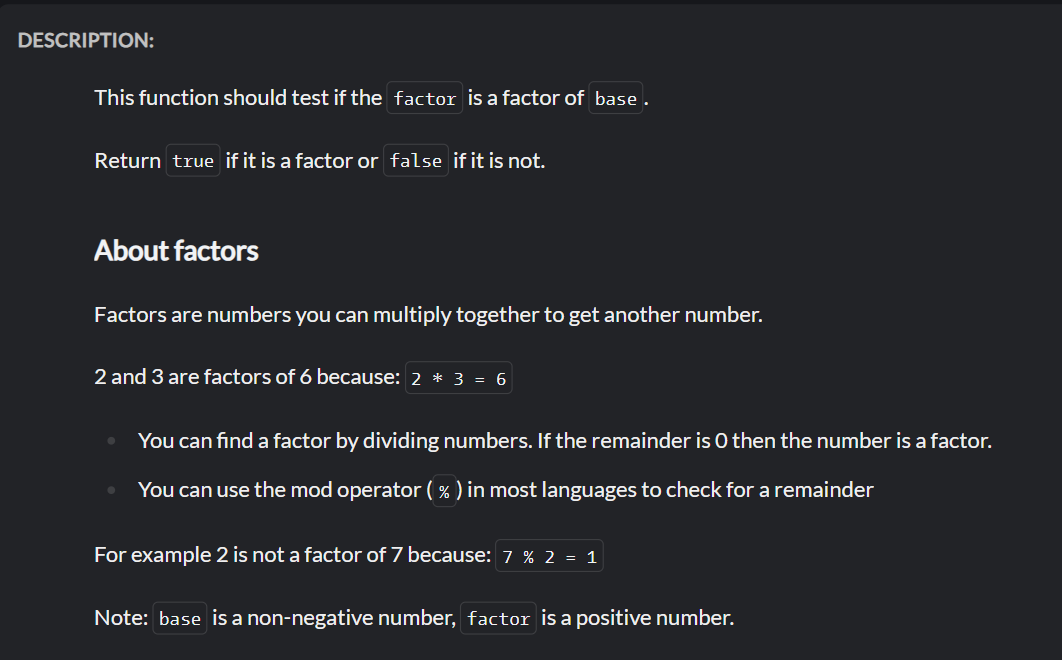 DESCRIPTION:
This function should test if the factor is a factor of base.
Return true if it is a factor or false if it is not.
About factors
Factors are numbers you can multiply together to get another number.
2 and 3 are factors of 6 because: 2 * 3 = 6
You can find a factor by dividing numbers. If the remainder is 0 then the number is a factor.
You can use the mod operator (%) in most languages to check for a remainder
For example 2 is not a factor of 7 because: 7 % 2 = 1
Note: base is a non-negative number, factor is a positive number.